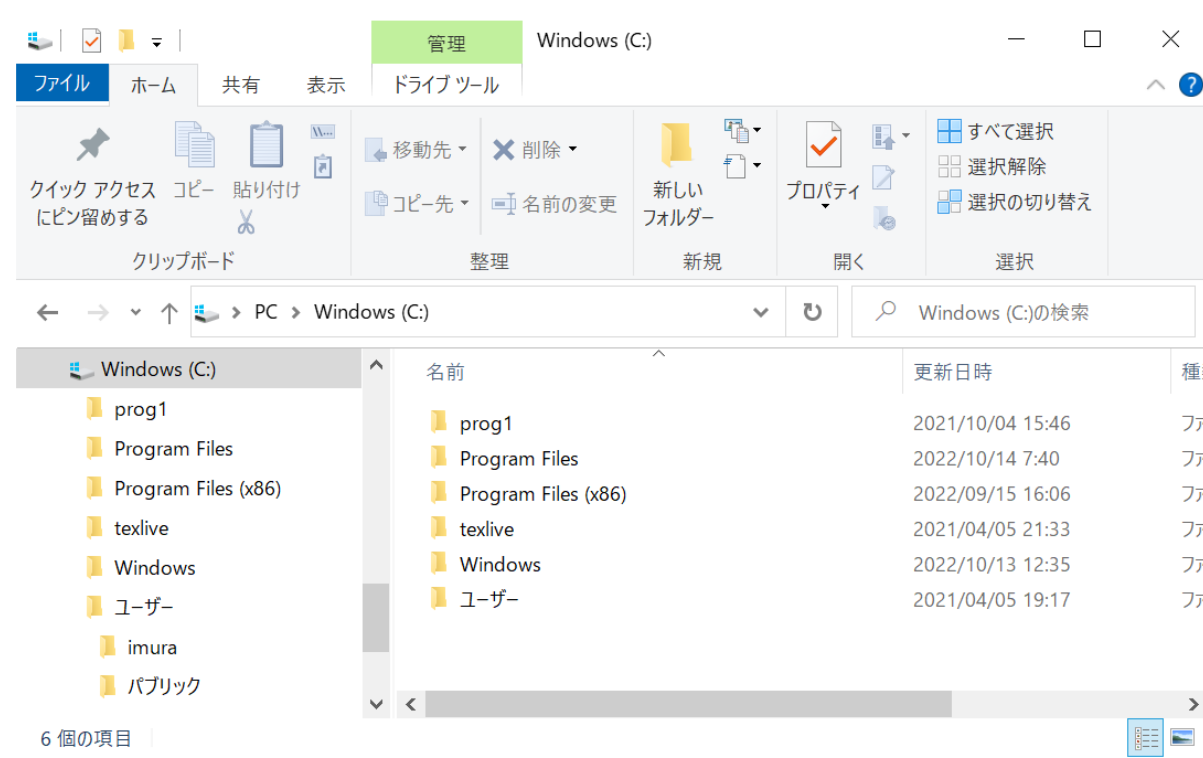 管理 Windows (C:)
ファイル ホーム 共有 表示 ドライブ ツール
クイック アクセス
にピン留めする
コピー
貼り付け
クリップボード
移動先
コピー先
削除
名前の変更
整理
新しい
フォルダー
新規
プロパティ
開く
すべて選択
選択解除
選択の切り替え
選択
PC Windows (C:)
Windows (C:)の検索
Windows (C:)
prog1
Program Files
Program Files (x86)
texlive
Windows
ユーザー
imura
パブリック
名前 更新日時
prog1 2021/10/04 15:46
Program Files 2022/10/14 7:40
Program Files (x86) 2022/09/15 16:06
texlive 2021/04/05 21:33
Windows 2022/10/13 12:35
ユーザー 2021/04/05 19:17
6 個の項目